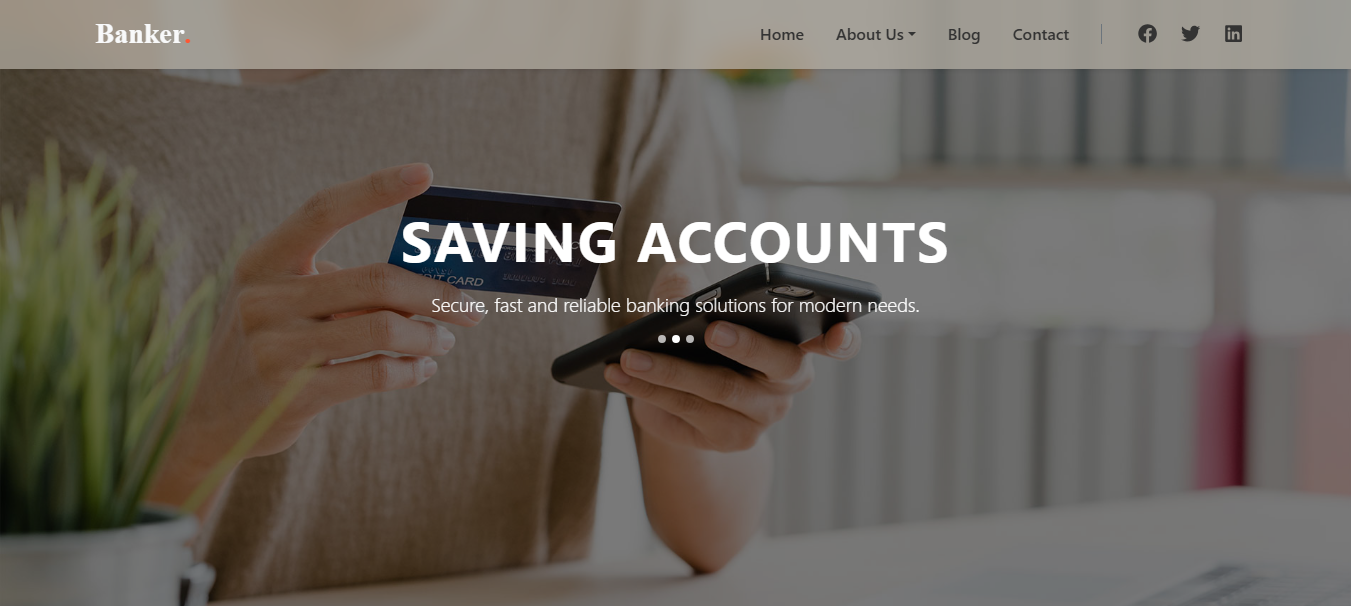 Banker.
Home
About Us
Blog
Contact
SAVING ACCOUNTS
Secure, fast and reliable banking solutions for modern needs.